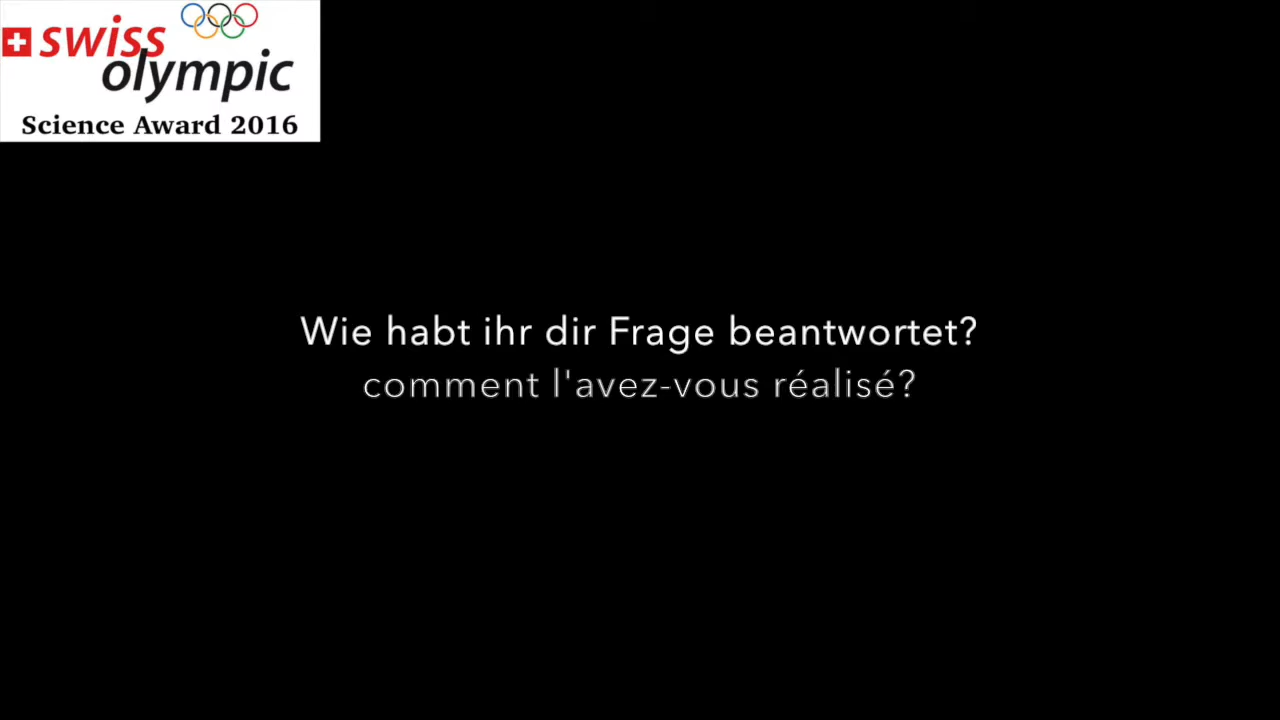 swiss
olympic
Science Award 2016
Wie habt ihr dir Frage beantwortet?
comment l'avez-vous réalisé?